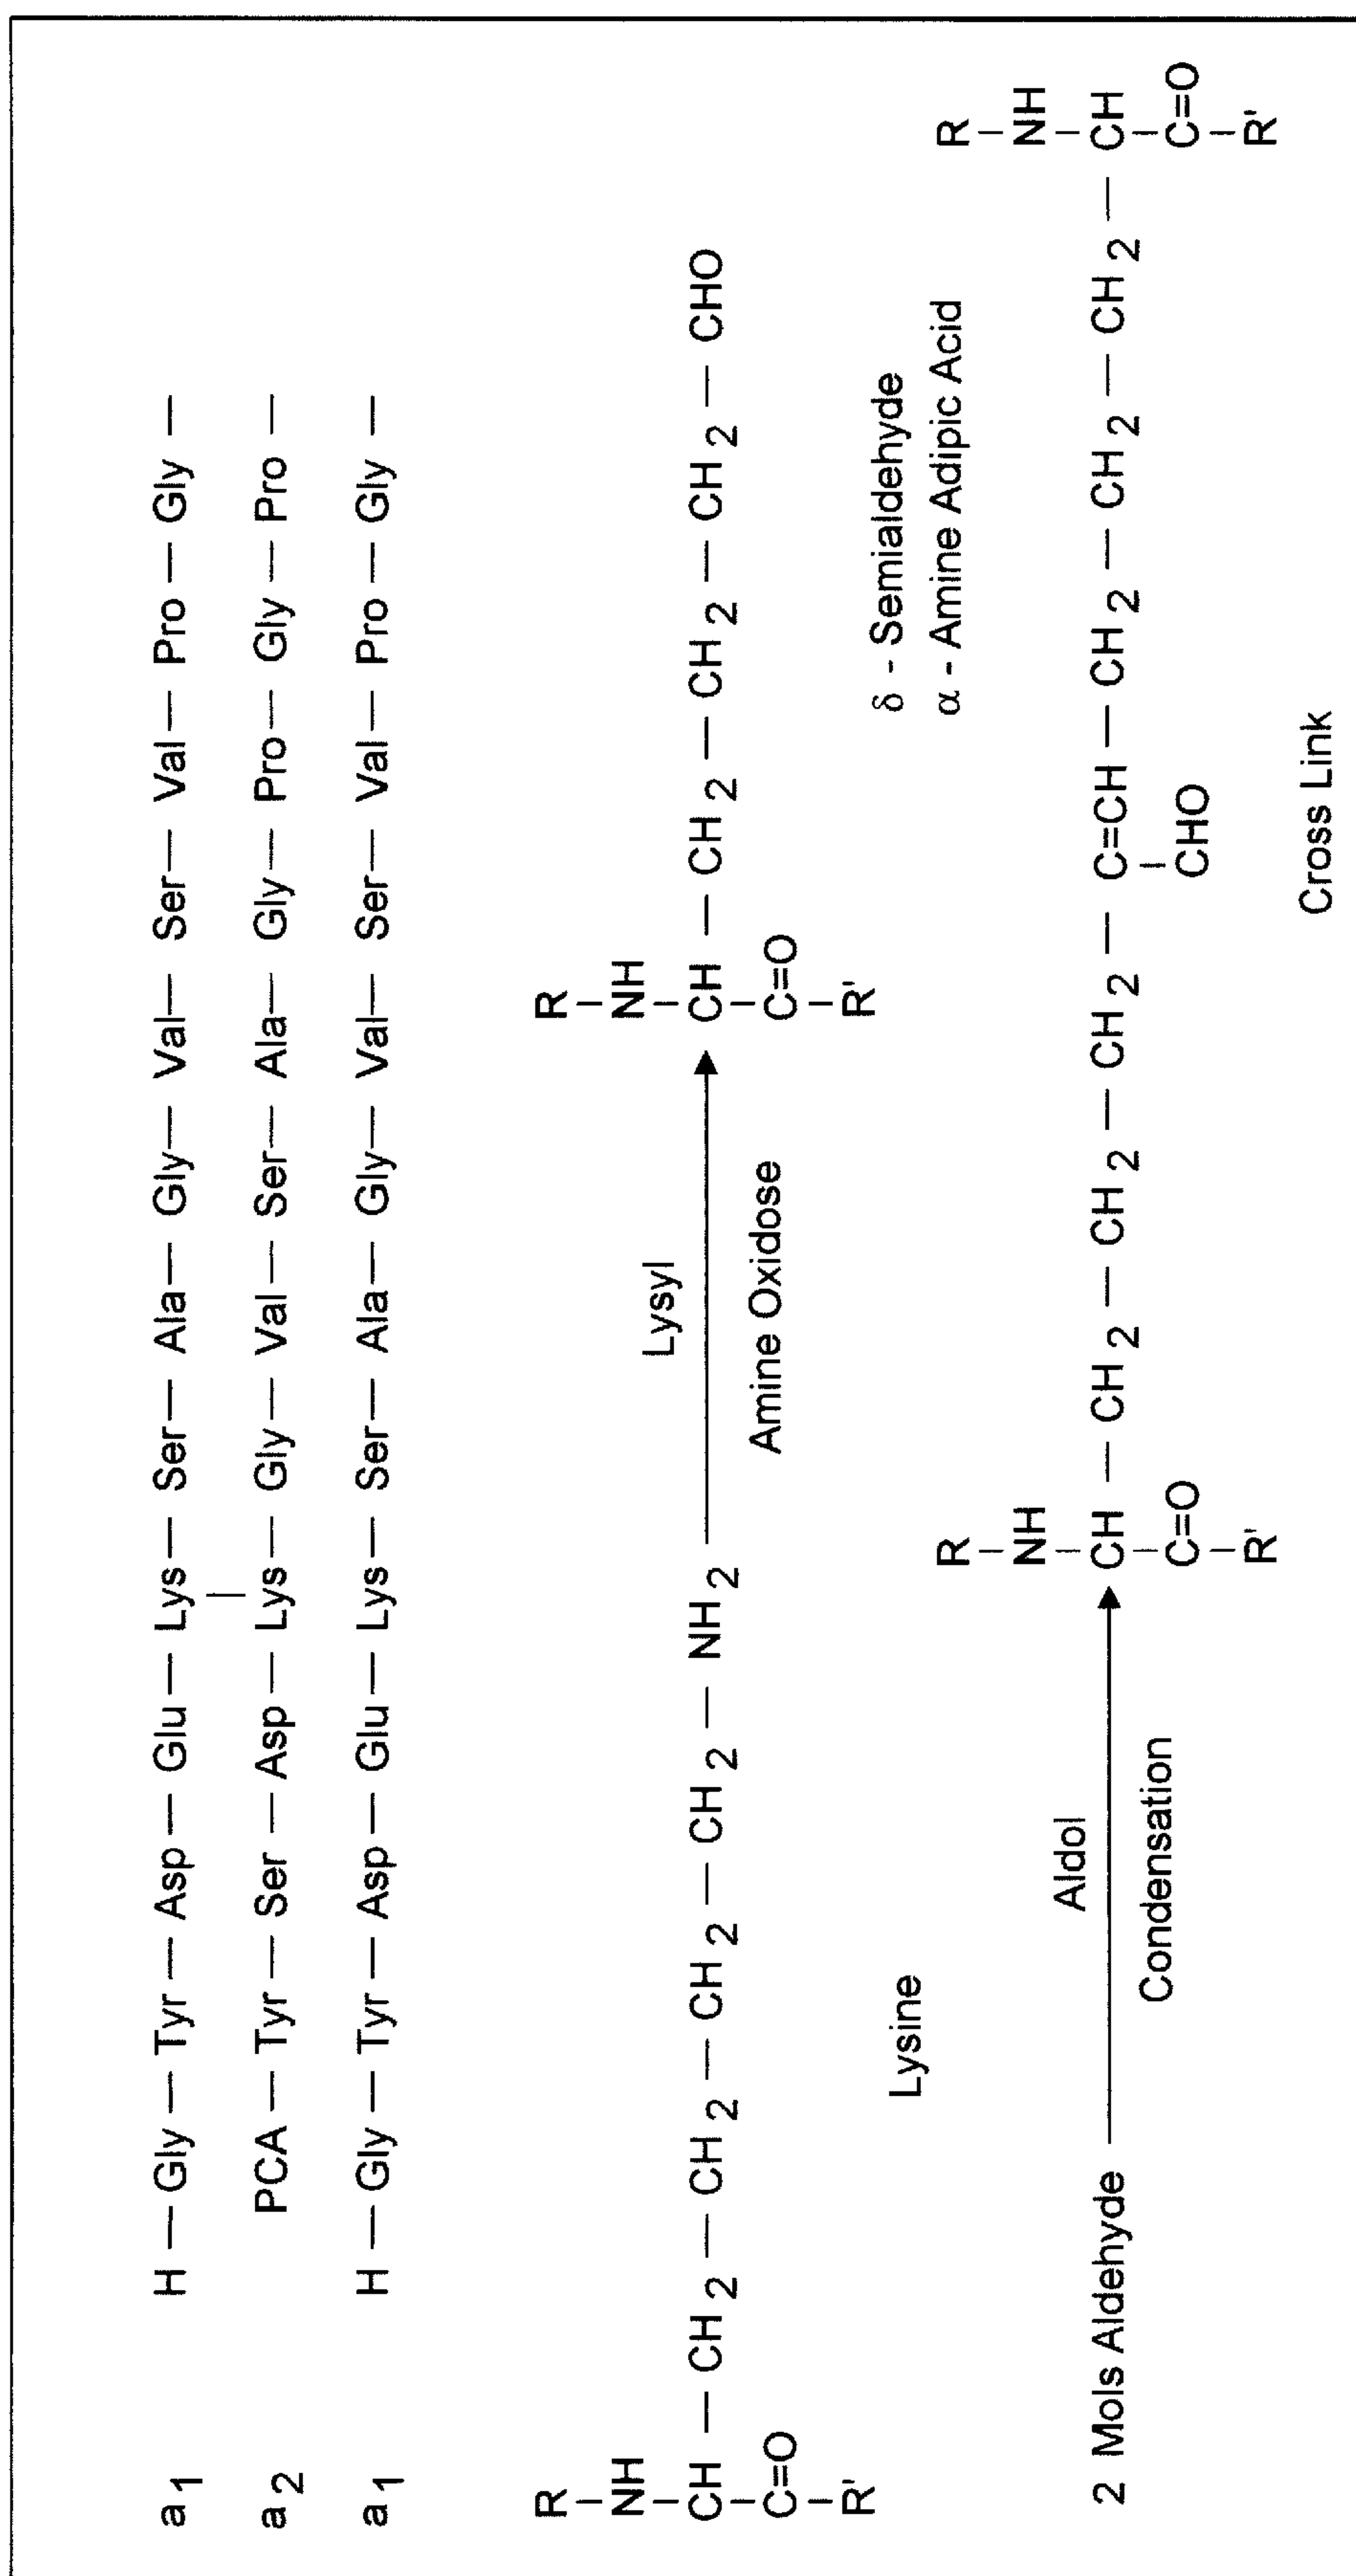 a₁ H — Gly — Tyr — Asp — Glu — Lys — Ser — Ala — Gly — Val — Ser — Val — Pro — Gly —
a₂ PCA — Tyr — Ser — Asp — Lys — Gly — Val — Ser — Ala — Gly — Pro — Gly — Pro —
a₁ H — Gly — Tyr — Asp — Glu — Lys — Ser — Ala — Gly — Val — Ser — Val — Pro — Gly —
R R
NH Lysyl NH
CH — CH₂ — CH₂ — CH₂ — CH₂ — NH₂ CH — CH₂ — CH₂ — CH₂ — CHO
C=O Amine Oxidose C=O
R' R'
Lysine δ - Semialdehyde
α - Amine Adipic Acid
R R
NH NH
Aldol
2 Mols Aldehyde CH — CH₂ — CH₂ — CH₂ — C=CH — CH₂ — CH₂ — CH₂ — CH
Condensation C=O CHO C=O
R' R'
Cross Link